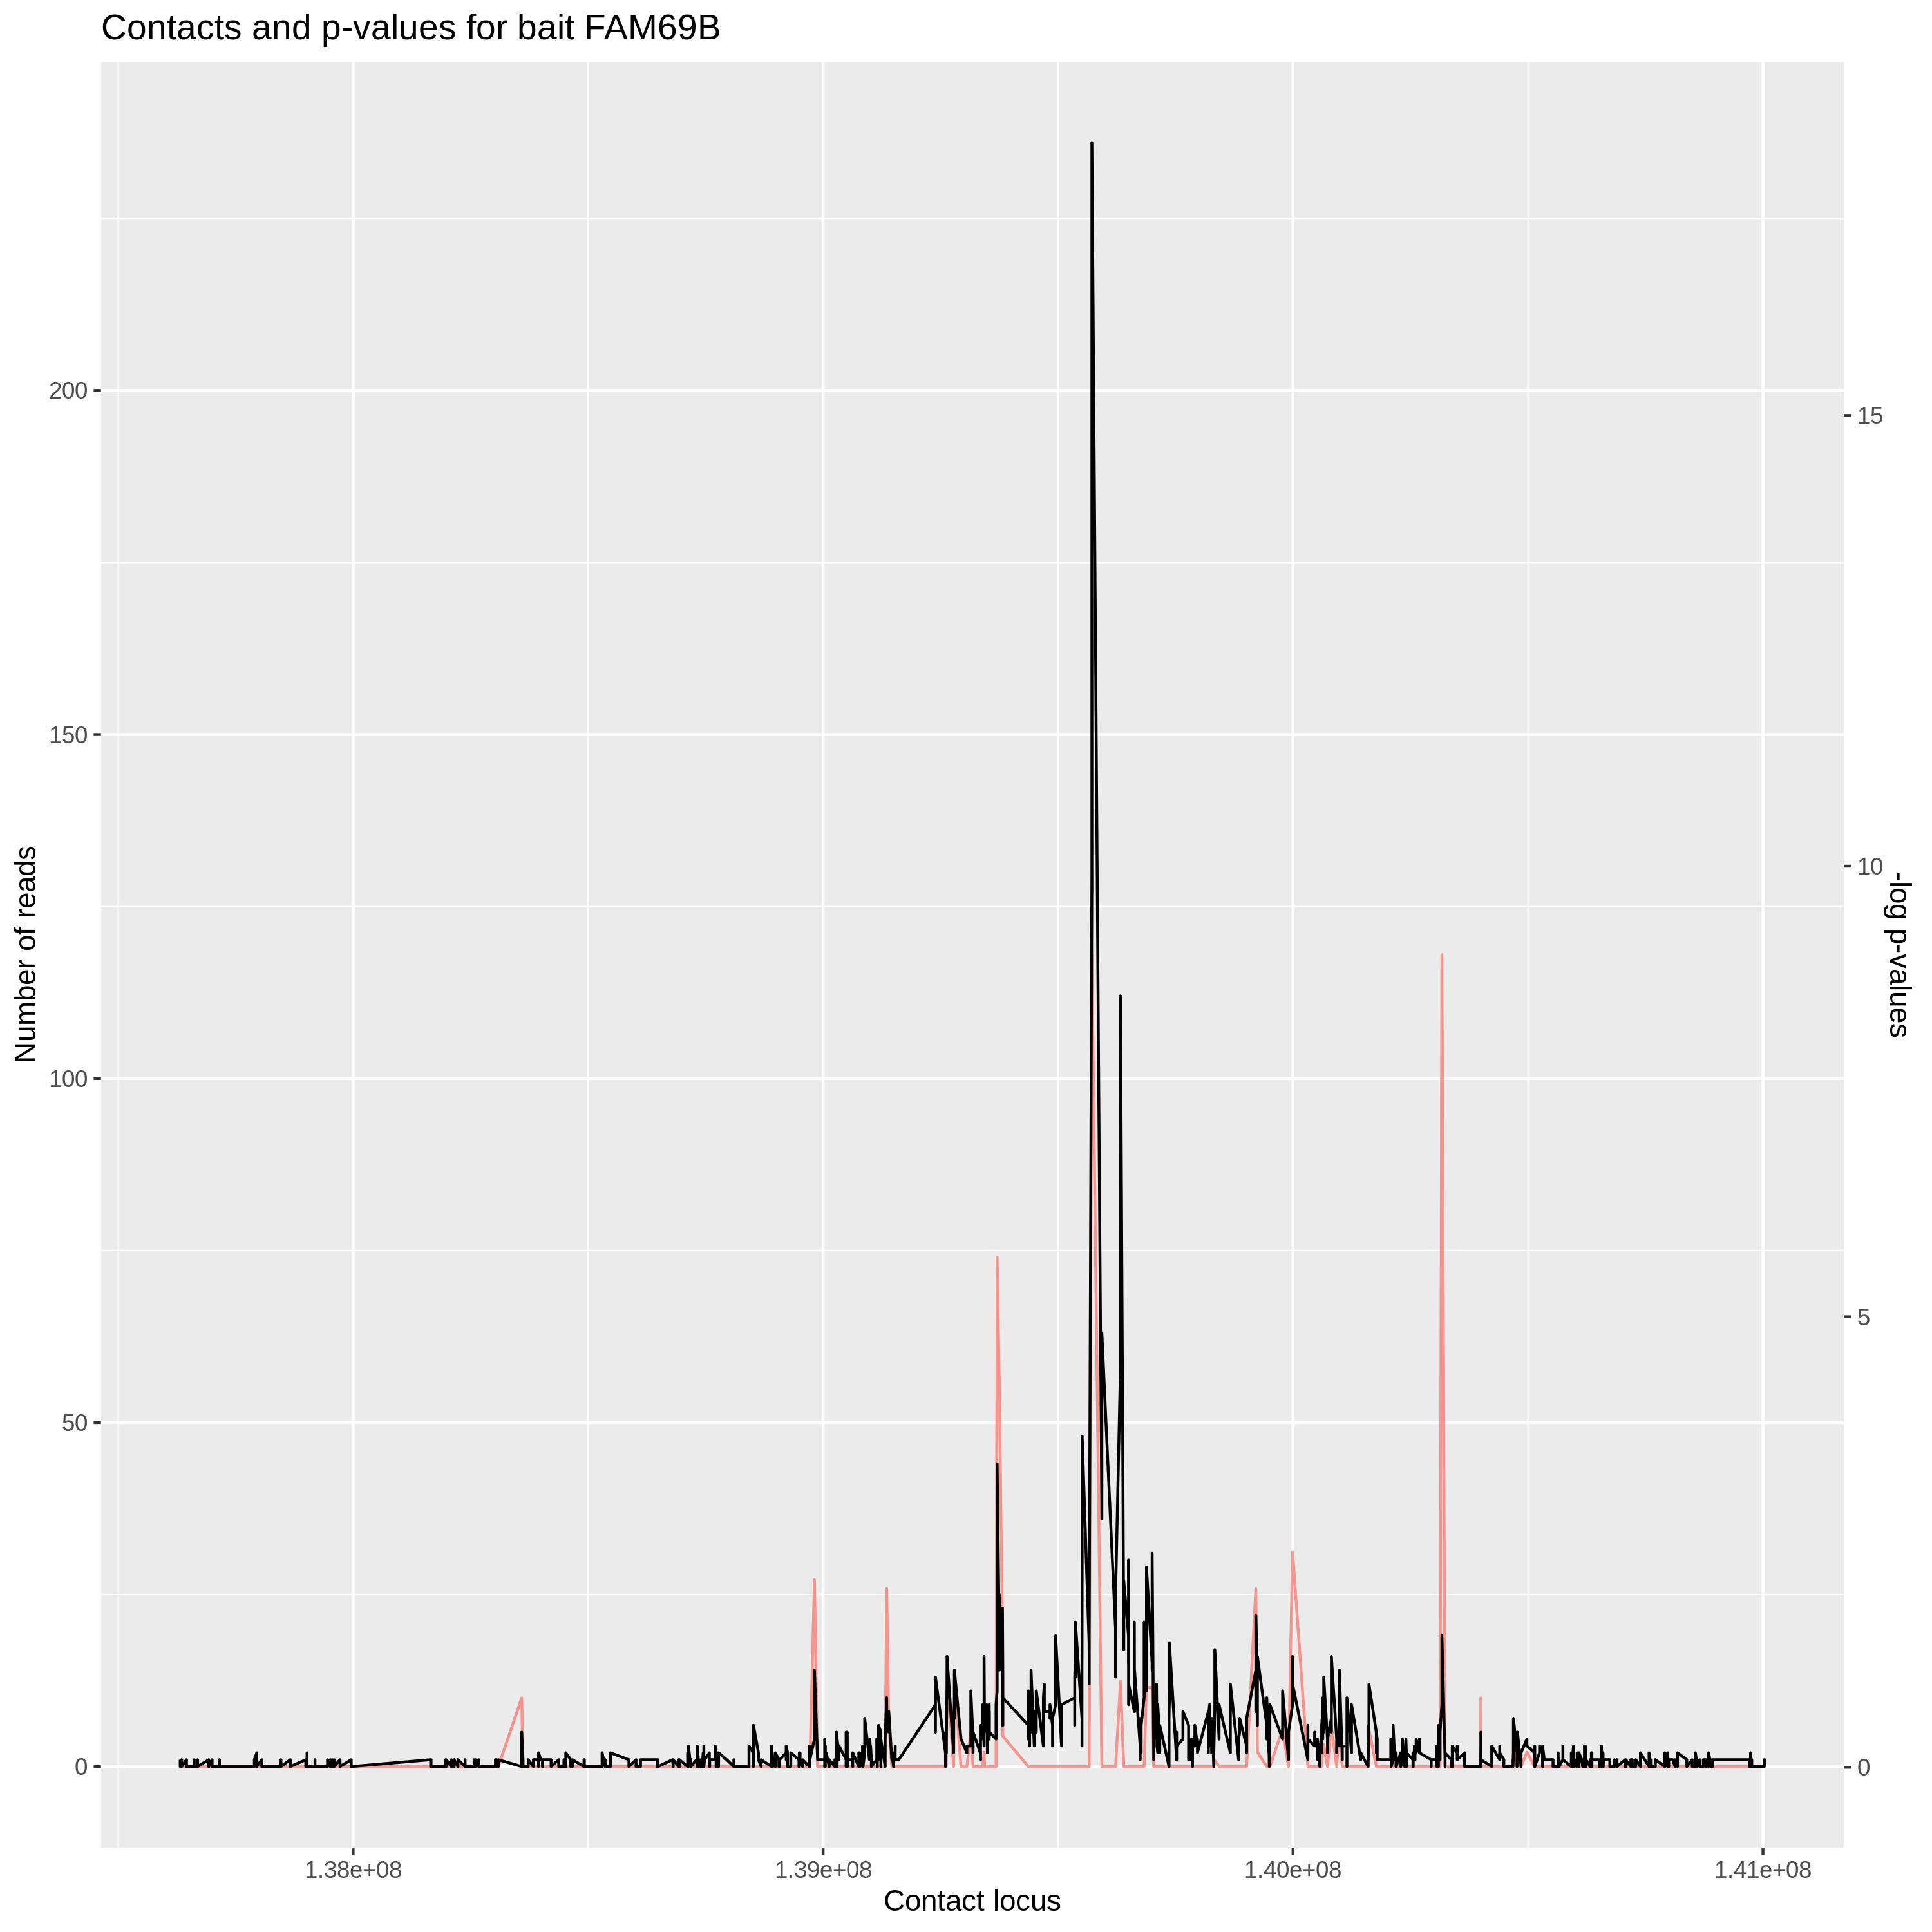 Contacts and p-values for bait FAM69B
200
150
100
50
0
15
10
5
0
Number of reads
-log p-values
1.38e+08
1.39e+08
1.40e+08
1.41e+08
Contact locus